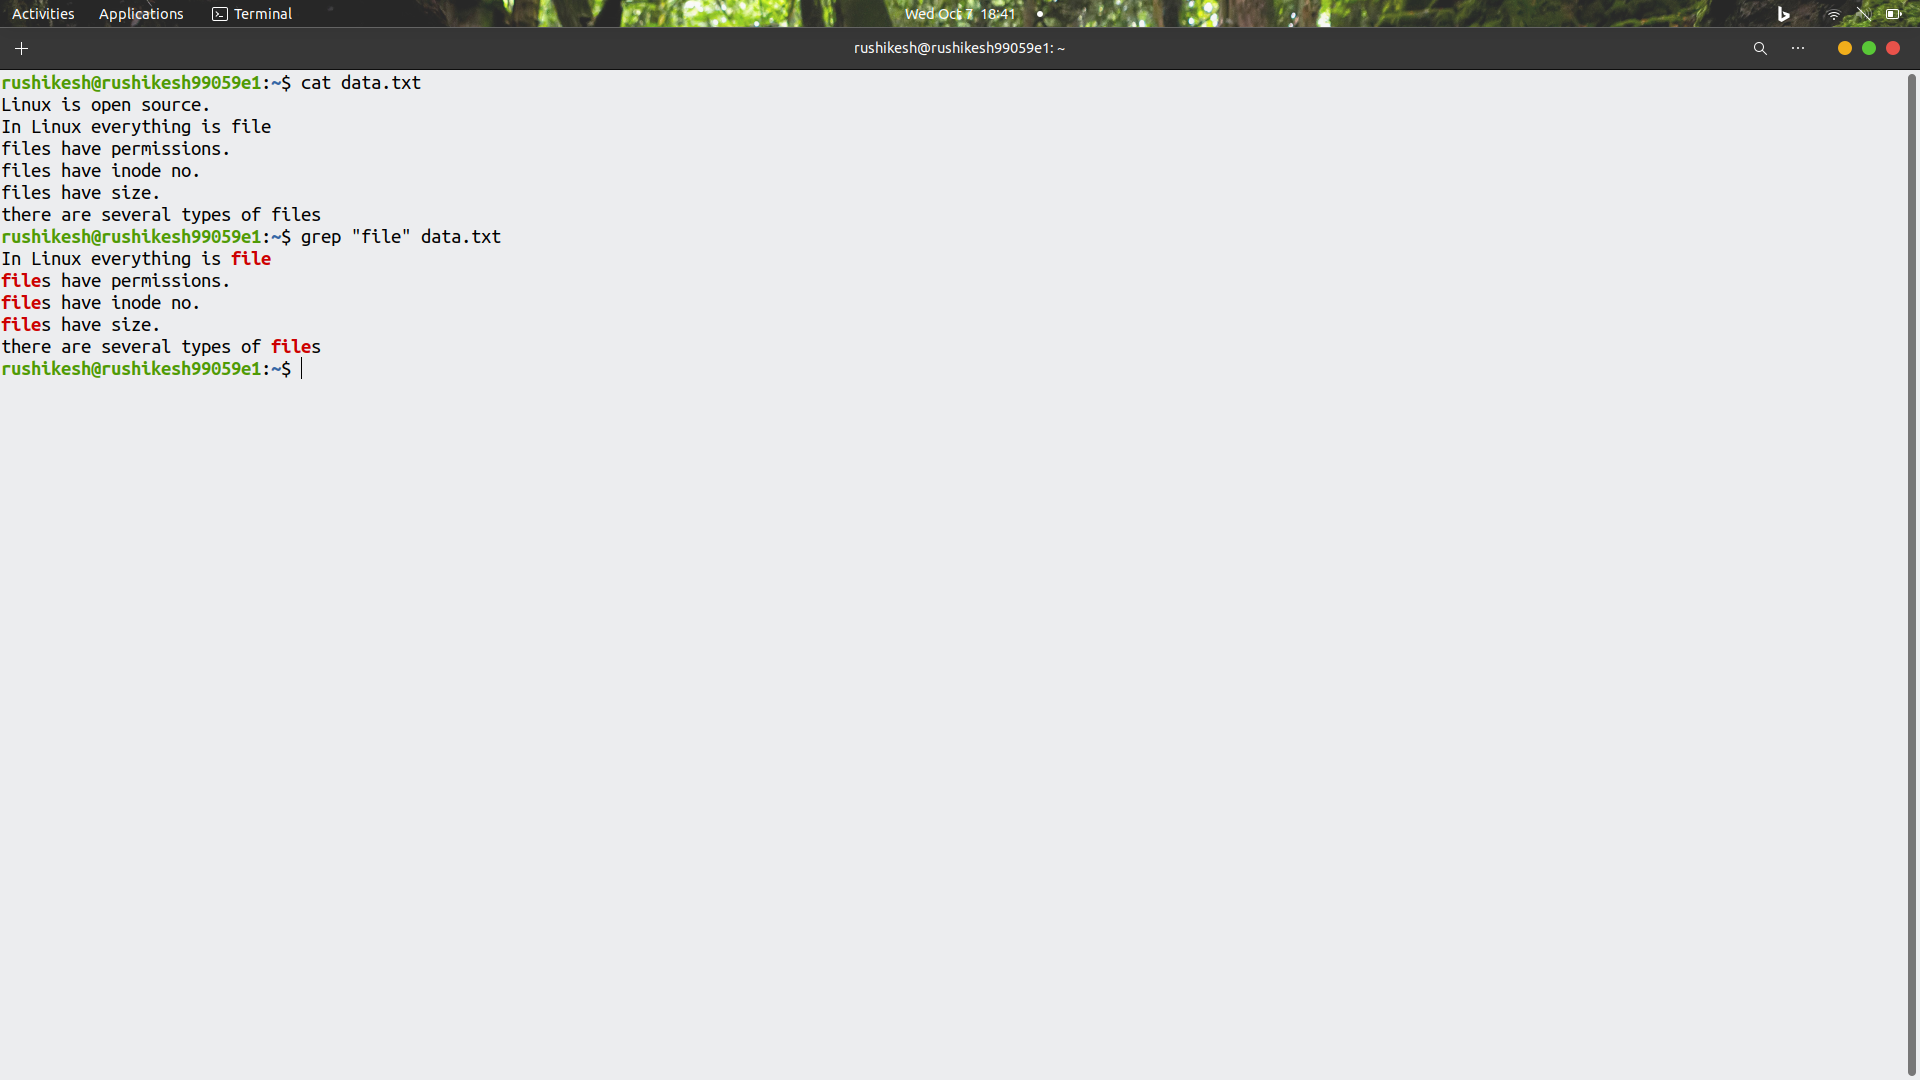 Activities Applications Terminal Wed Oct 7 18:41
rushikesh@rushikesh99059e1: ~
rushikesh@rushikesh99059e1:~$ cat data.txt
Linux is open source.
In Linux everything is file
files have permissions.
files have inode no.
files have size.
there are several types of files
rushikesh@rushikesh99059e1:~$ grep "file" data.txt
In Linux everything is file
files have permissions.
files have inode no.
files have size.
there are several types of files
rushikesh@rushikesh99059e1:~$